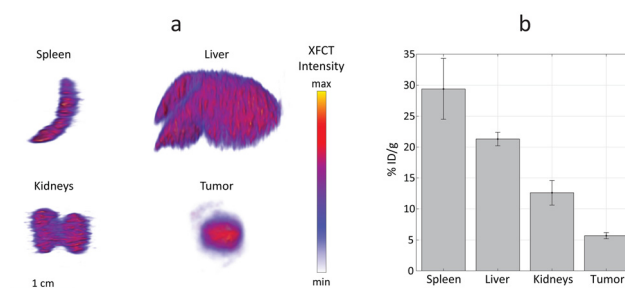 a
Spleen
Liver
XFCT
Intensity
max
Kidneys
Tumor
1 cm
min
b
% ID/g
35
30
25
20
15
10
5
0
Spleen
Liver
Kidneys
Tumor